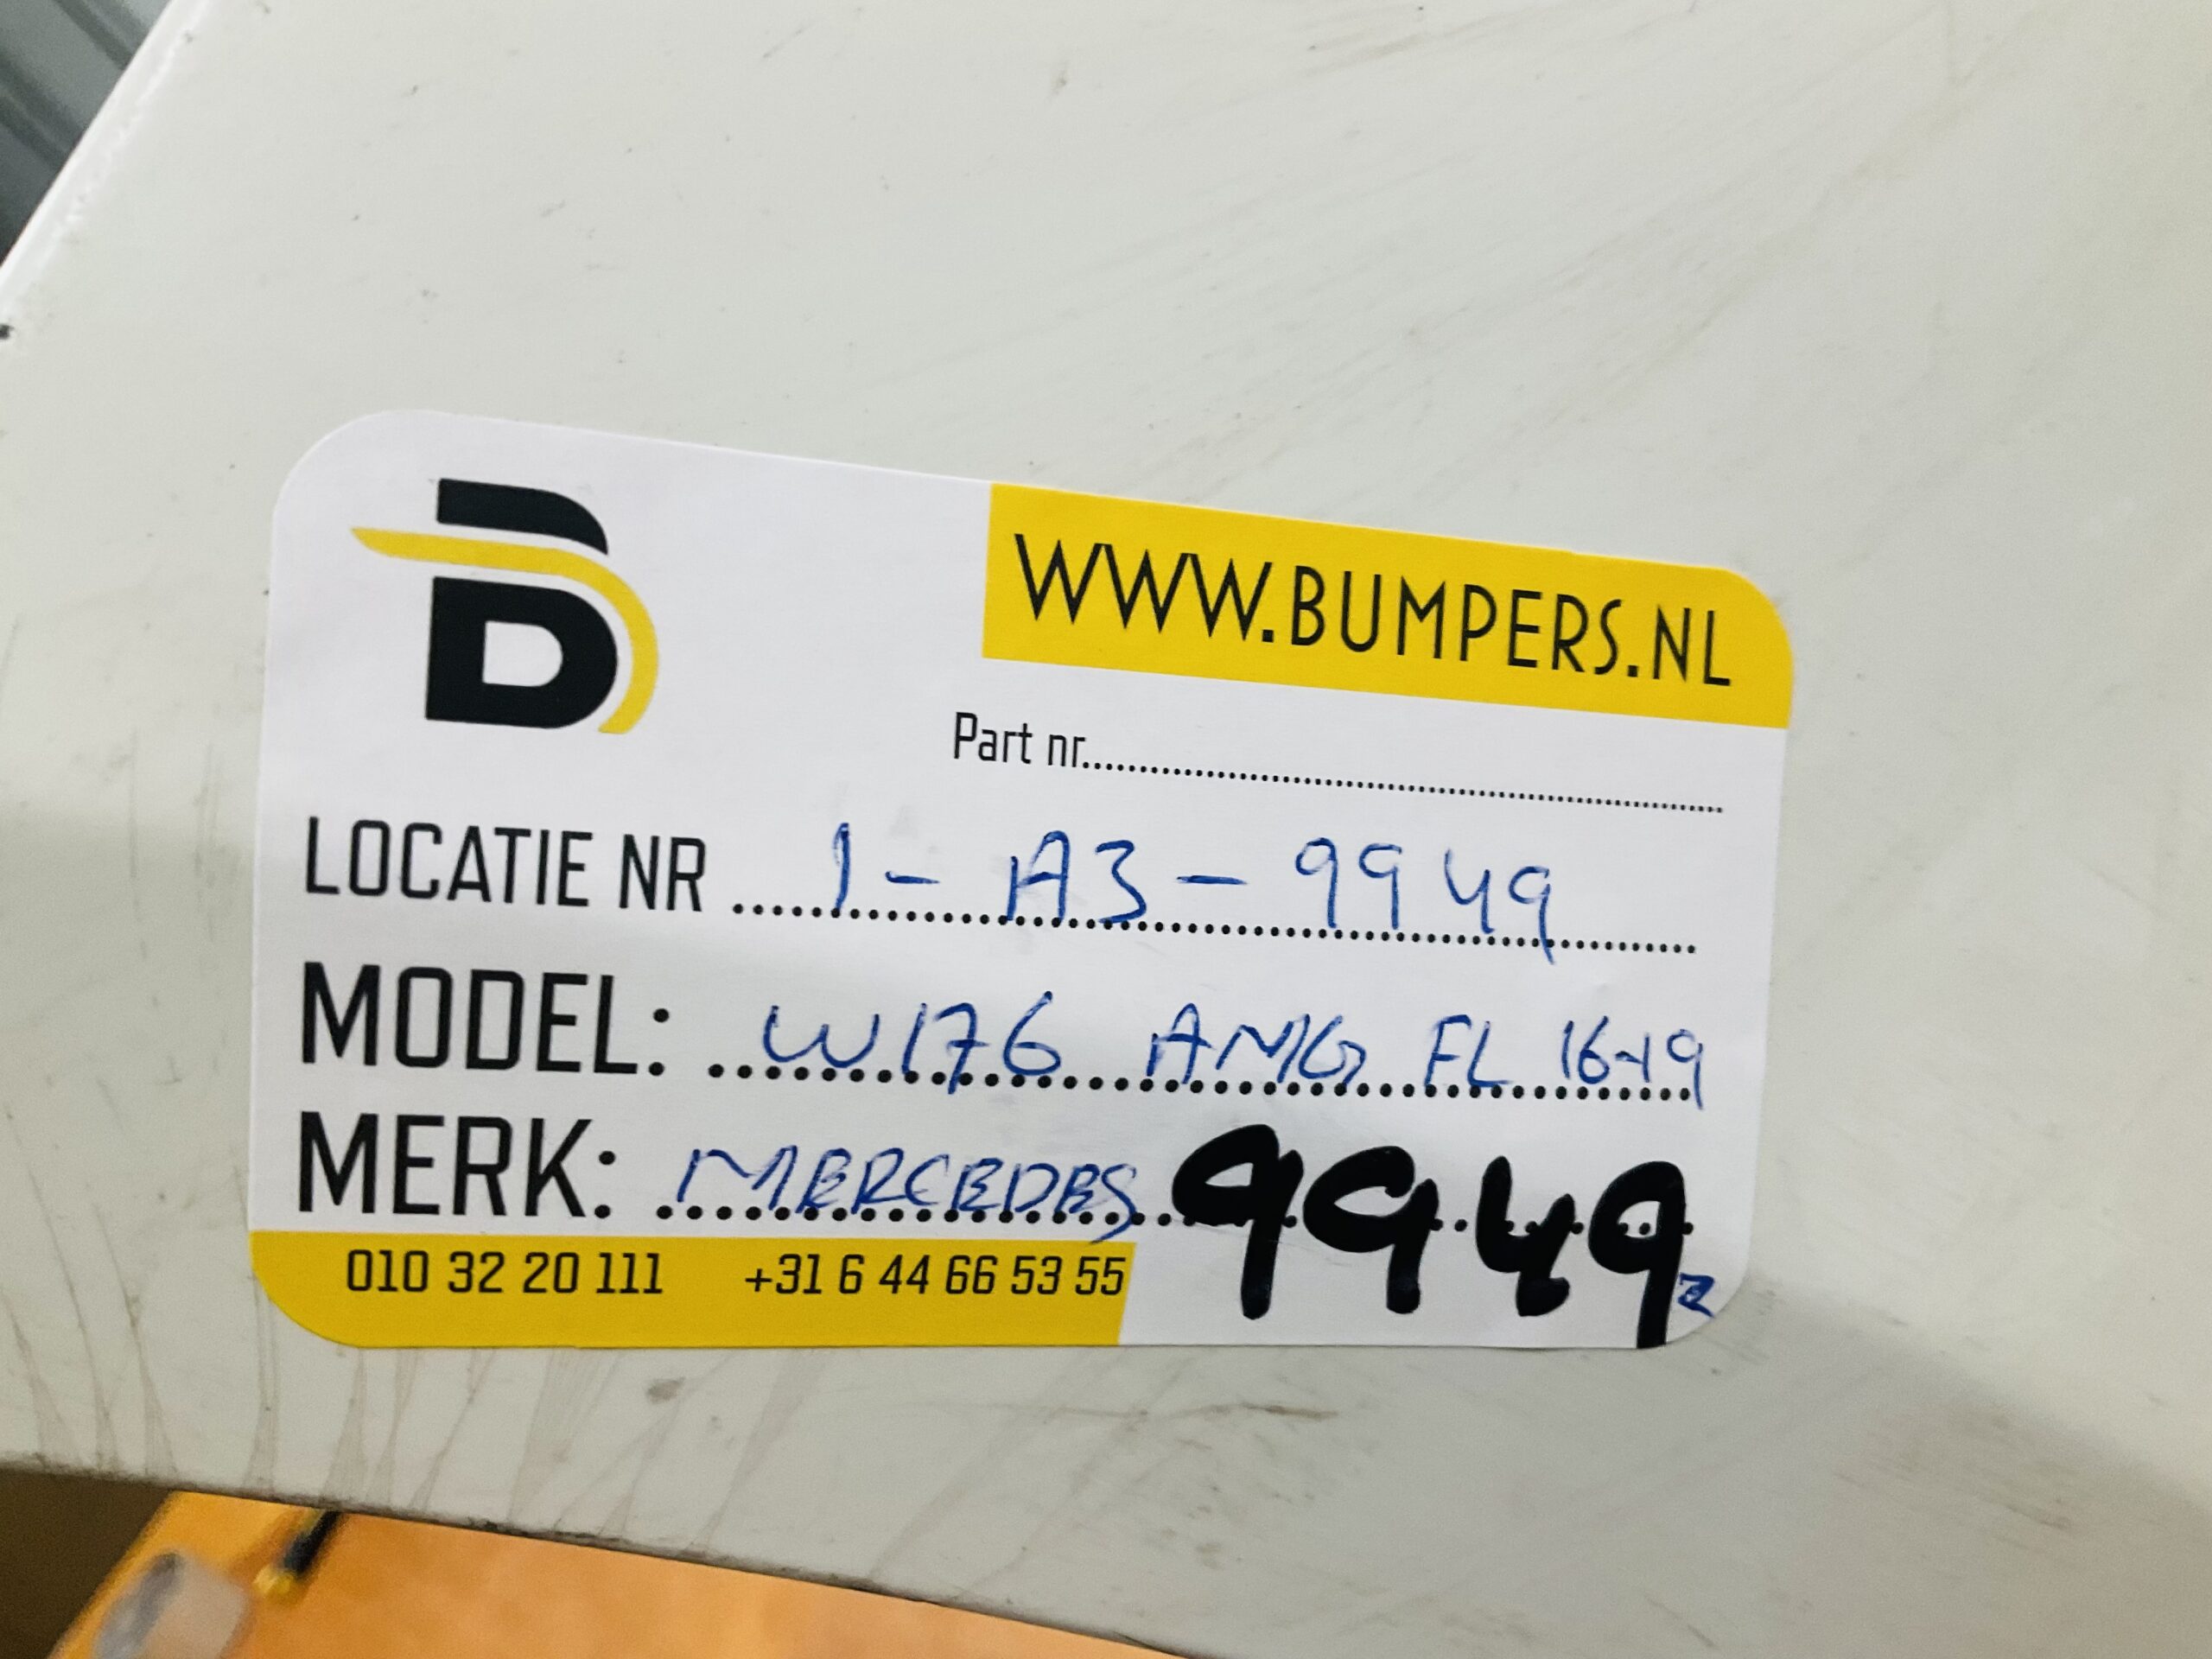 B
WWW.BUMPERS.NL
Part nr..........
LOCATIE NR ... 1 - A3 - 9949
MODEL: W176 AMG FL 16-19
MERK: MERCEDES 9949
010 32 20 111 +31 6 44 66 53 55
z